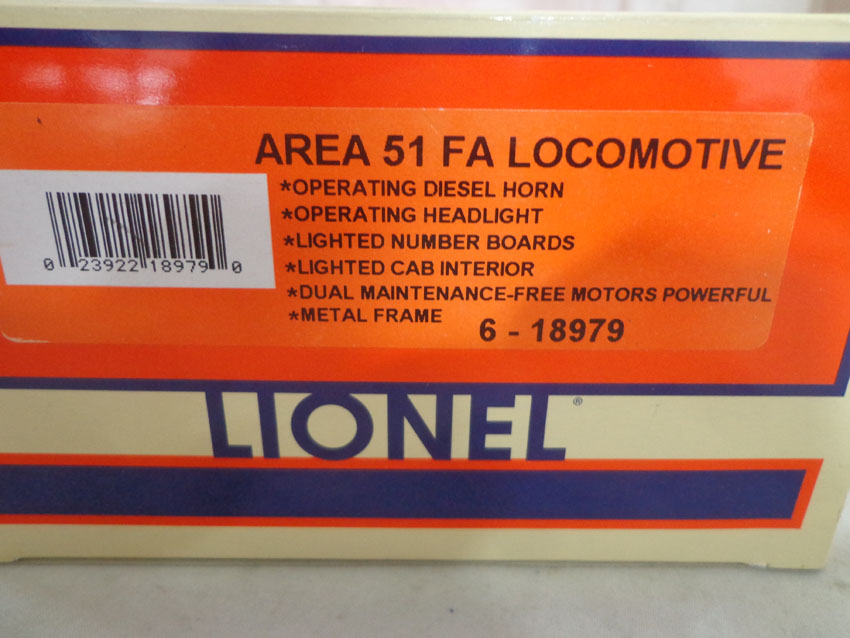 AREA 51 FA LOCOMOTIVE
*OPERATING DIESEL HORN
*OPERATING HEADLIGHT
*LIGHTED NUMBER BOARDS
*LIGHTED CAB INTERIOR
*DUAL MAINTENANCE-FREE MOTORS POWERFUL
*METAL FRAME
6 - 18979
0 23922 18979 0
LIONEL®